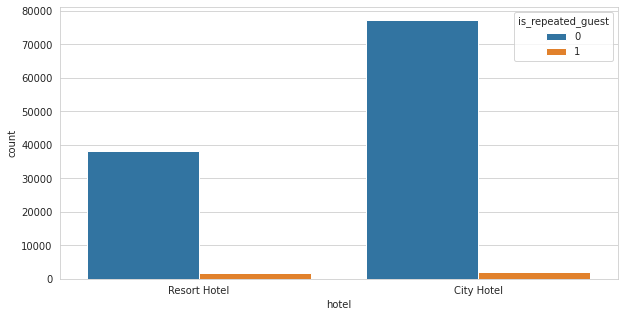 is_repeated_guest
0
1
80000
70000
60000
50000
40000
30000
20000
10000
0
count
Resort Hotel
City Hotel
hotel